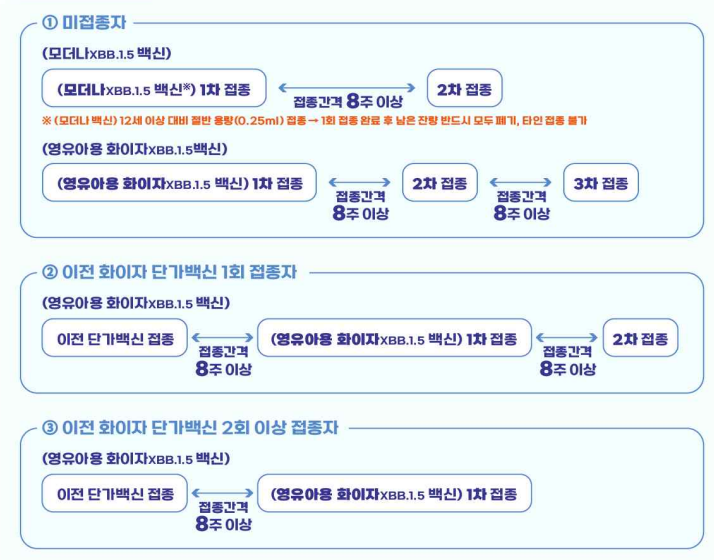 ① 미접종자
(모더나XBB.1.5 백신)
(모더나XBB.1.5 백신※) 1차 접종
접종간격 8주 이상
2차 접종
※ (모더나 백신) 12세 이상 대비 절반 용량(0.25ml) 접종 → 1회 접종 완료 후 남은 잔량 반드시 모두 폐기, 타인 접종 불가
(영유아용 화이자XBB.1.5백신)
(영유아용 화이자XBB.1.5 백신) 1차 접종
접종간격
8주 이상
2차 접종
접종간격
8주 이상
3차 접종
② 이전 화이자 단가백신 1회 접종자
(영유아용 화이자XBB.1.5 백신)
이전 단가백신 접종
접종간격
8주 이상
(영유아용 화이자XBB.1.5 백신) 1차 접종
접종간격
8주 이상
2차 접종
③ 이전 화이자 단가백신 2회 이상 접종자
(영유아용 화이자XBB.1.5 백신)
이전 단가백신 접종
접종간격
8주 이상
(영유아용 화이자XBB.1.5 백신) 1차 접종